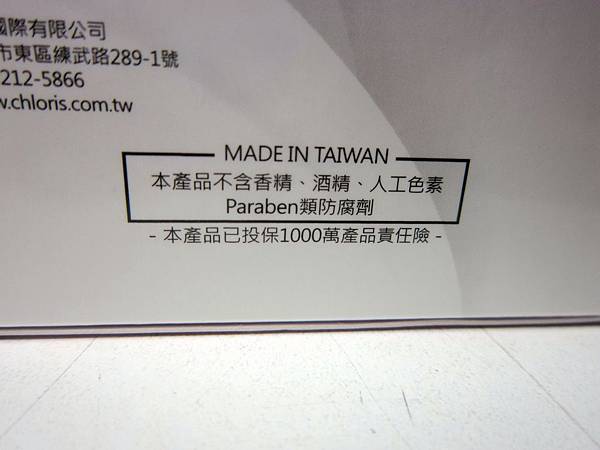 國際有限公司
市東區練武路289-1號
212-5866
w.chloris.com.tw
MADE IN TAIWAN
本產品不含香精、酒精、人工色素
Paraben類防腐劑
- 本產品已投保1000萬產品責任險 -